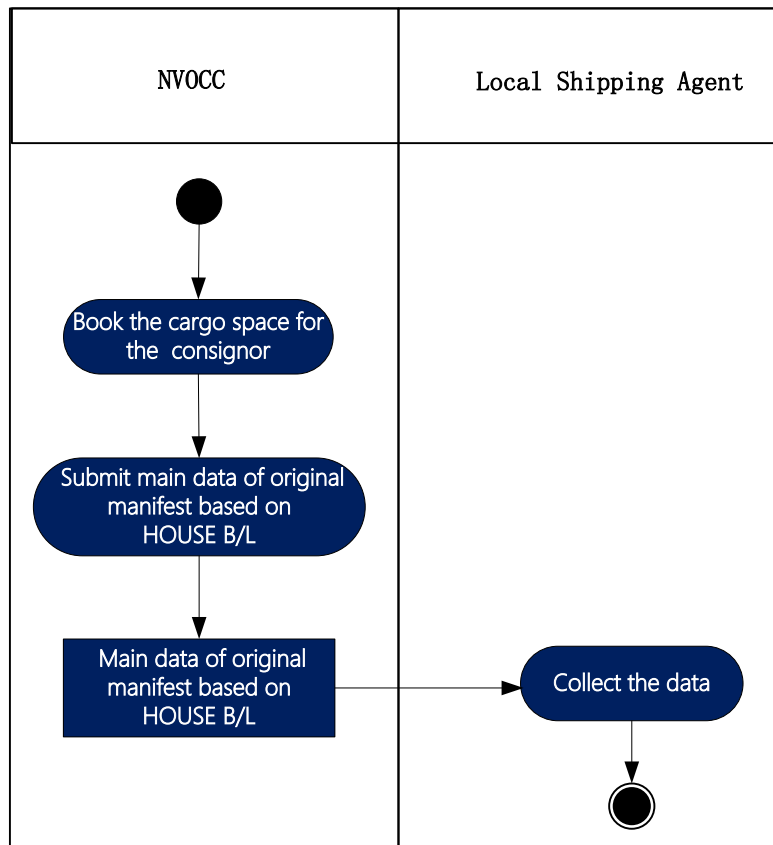 NVOCC
Local Shipping Agent
Book the cargo space for
the consignor
Submit main data of original
manifest based on
HOUSE B/L
Main data of original
manifest based on
HOUSE B/L
Collect the data